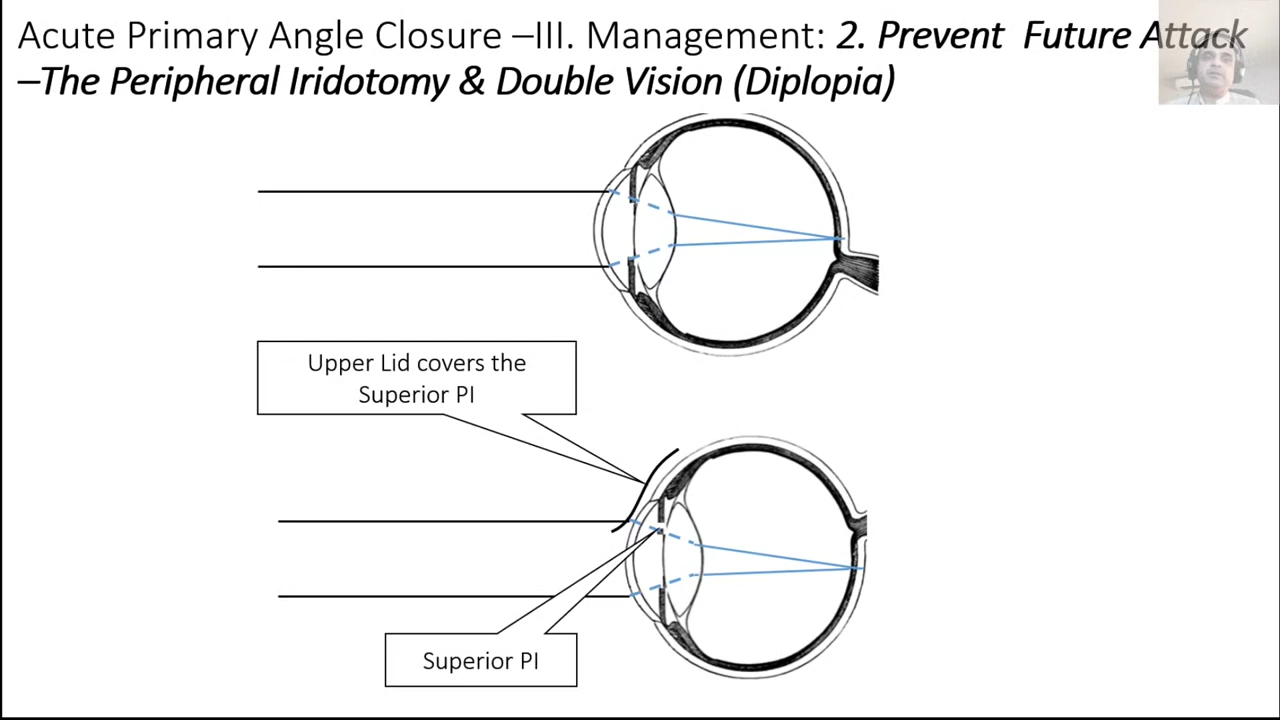 Acute Primary Angle Closure –III. Management: 2. Prevent Future Attack
–The Peripheral Iridotomy & Double Vision (Diplopia)
Upper Lid covers the
Superior PI
Superior PI